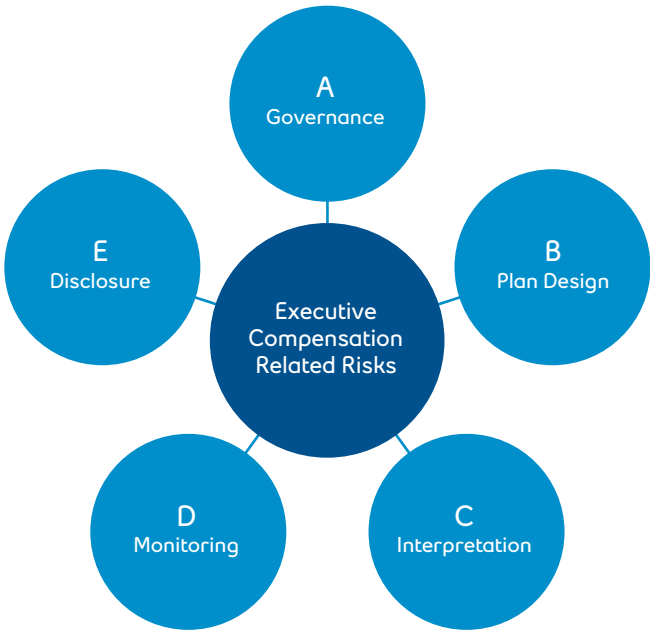 A
Governance
B
Plan Design
C
Interpretation
D
Monitoring
E
Disclosure
Executive
Compensation
Related Risks